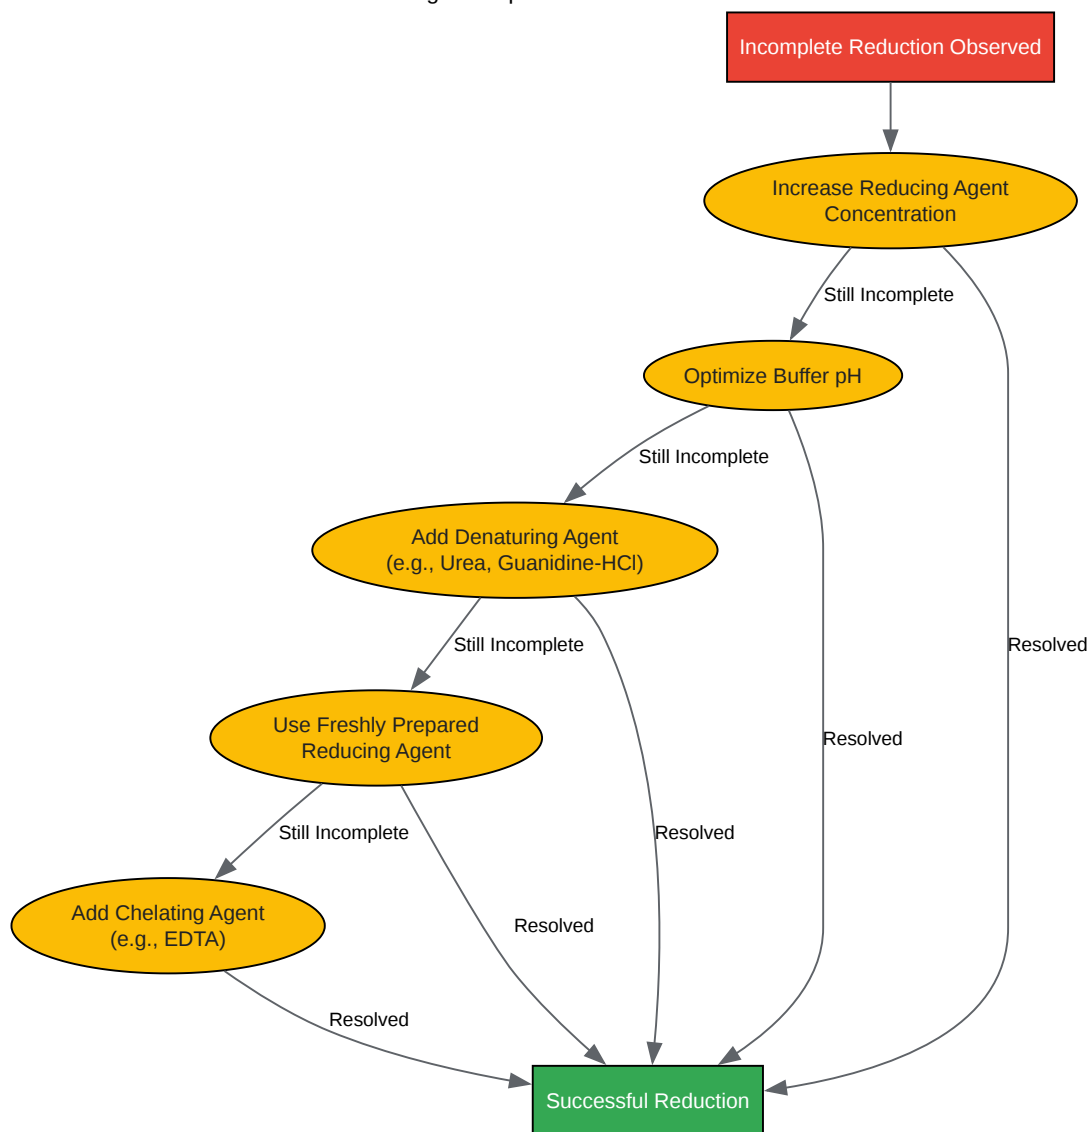 Incomplete Reduction Observed
Increase Reducing Agent
Concentration
Still Incomplete
Optimize Buffer pH
Still Incomplete
Add Denaturing Agent
(e.g., Urea, Guanidine-HCl)
Still Incomplete
Resolved
Use Freshly Prepared
Reducing Agent
Resolved
Still Incomplete
Resolved
Add Chelating Agent
(e.g., EDTA)
Resolved
Resolved
Successful Reduction